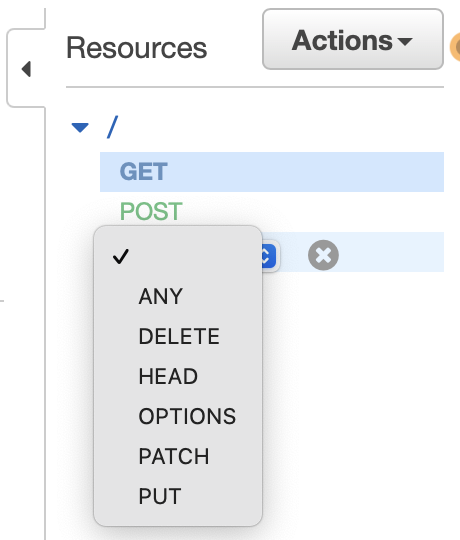 Resources
Actions
/
GET
POST
ANY
DELETE
HEAD
OPTIONS
PATCH
PUT